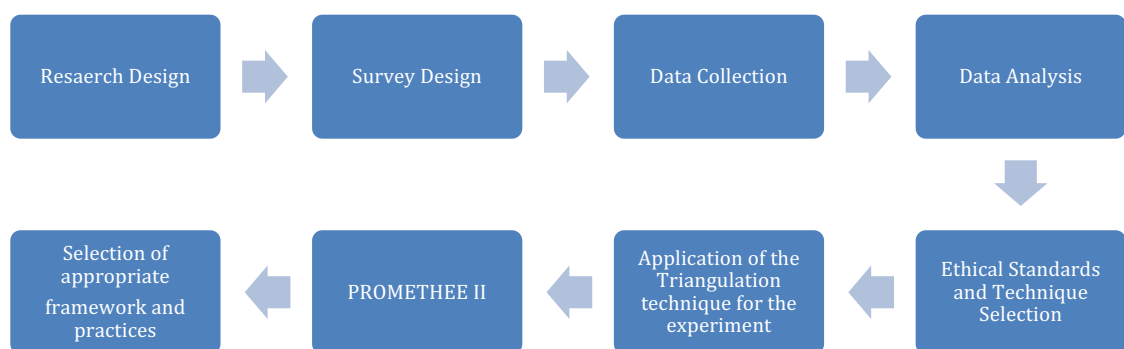 Resaerch Design
Survey Design
Data Collection
Data Analysis
Ethical Standards
and Technique
Selection
Application of the
Triangulation
technique for the
experiment
PROMETHEE II
Selection of
appropriate
framework and
practices